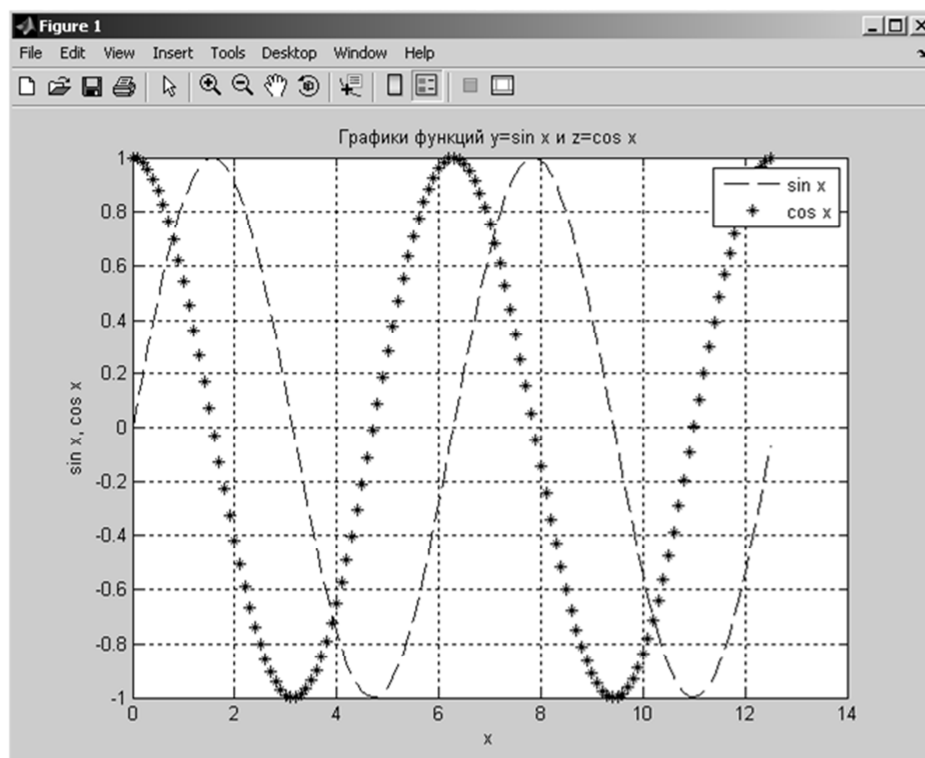 Figure 1
File Edit View Insert Tools Desktop Window Help
Графики функций y=sin x и z=cos x
1
0.8
0.6
0.4
0.2
0
-0.2
-0.4
-0.6
-0.8
-1
sin x, cos x
sin x
cos x
0 2 4 6 8 10 12 14
x